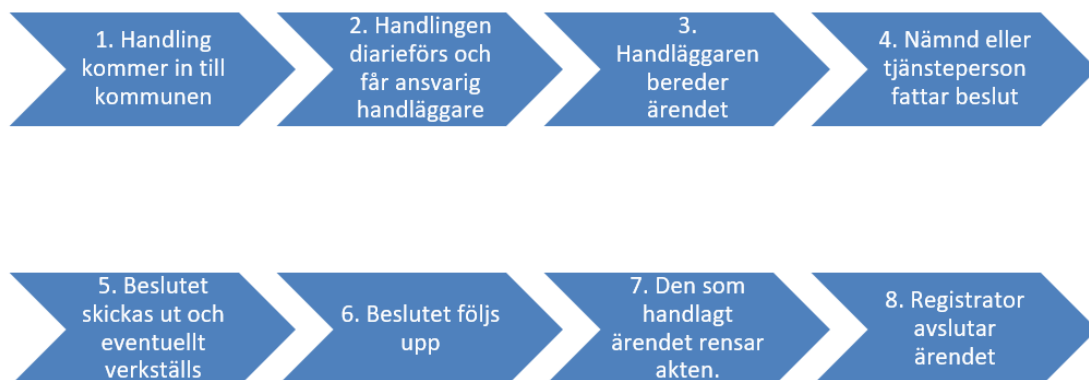 1. Handling
kommer in till
kommunen
2. Handlingen
diarieförs och
får ansvarig
handläggare
3.
Handläggaren
bereder
ärendet
4. Nämnd eller
tjänsteperson
fattar beslut
5. Beslutet
skickas ut och
eventuellt
verkställs
6. Beslutet följs
upp
7. Den som
handlagt
ärendet rensar
akten.
8. Registrator
avslutar
ärendet